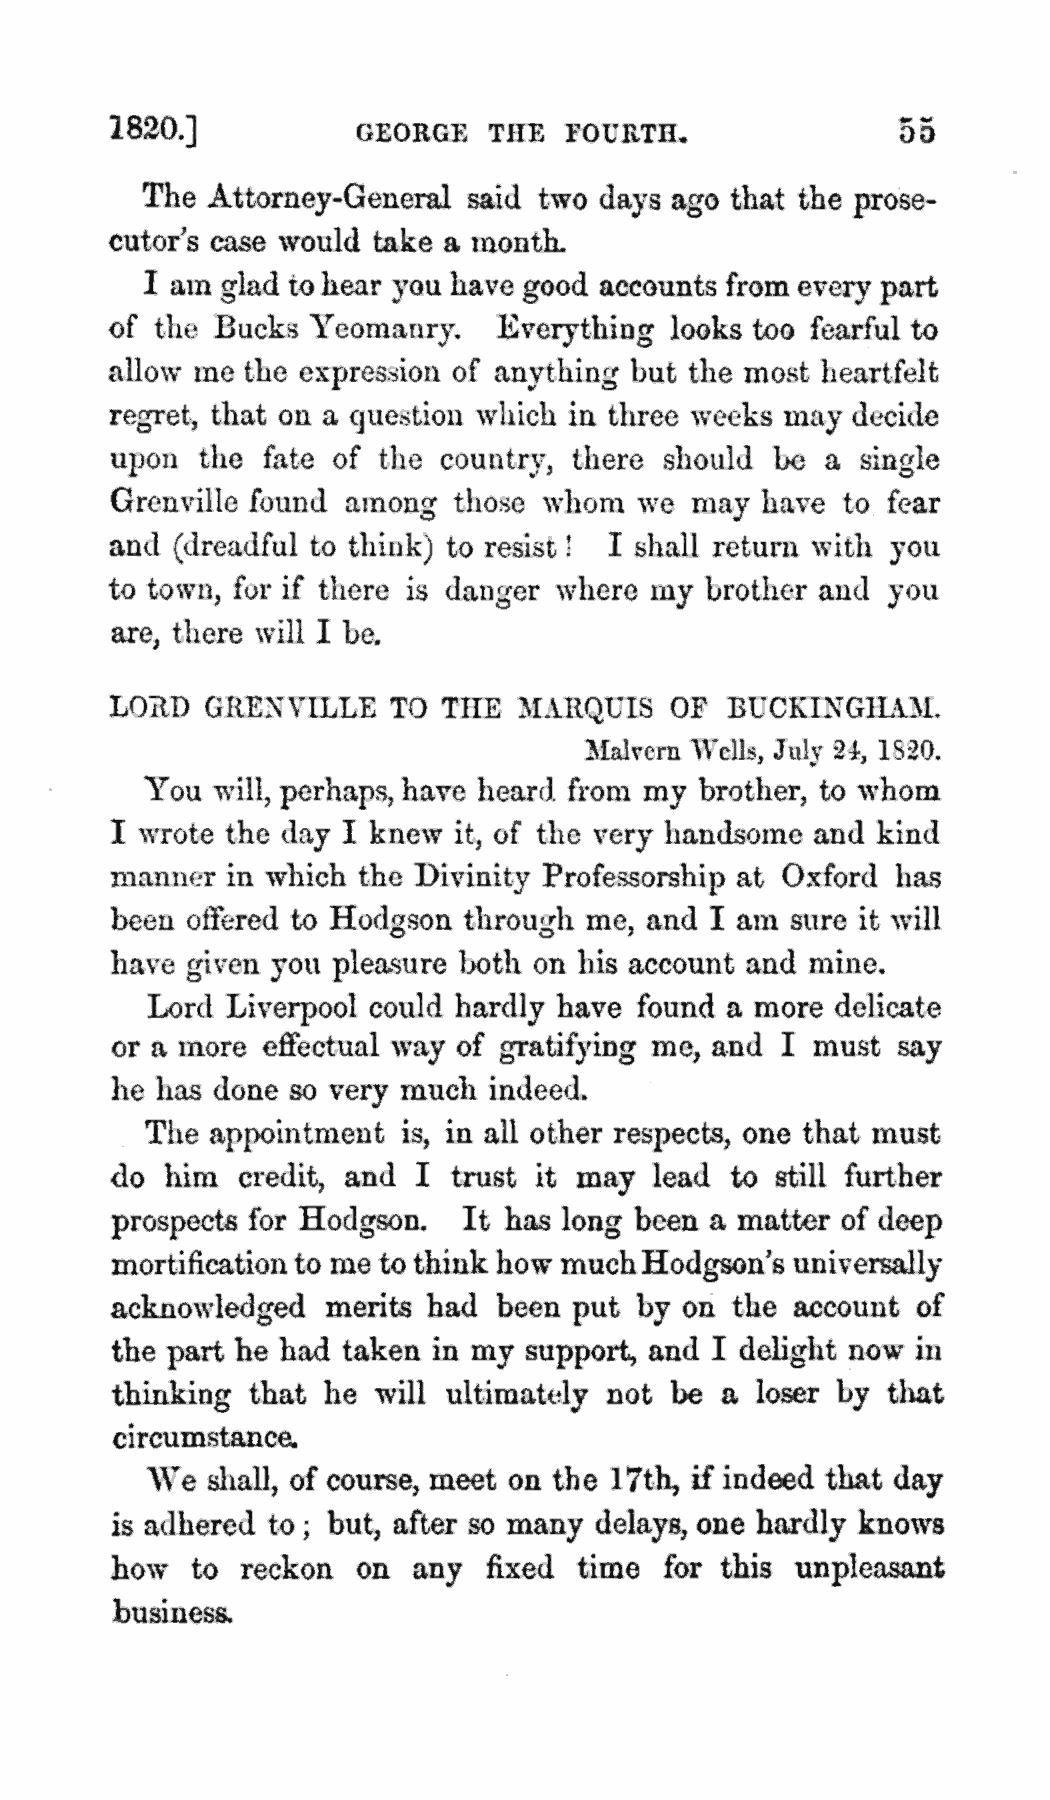 1820.] GEORGE THE FOURTH. 55
The Attorney-General said two days ago that the prose-
cutor's case would take a month.
I am glad to hear you have good accounts from every part
of the Bucks Yeomanry. Everything looks too fearful to
allow me the expression of anything but the most heartfelt
regret, that on a question which in three weeks may decide
upon the fate of the country, there should be a single
Grenville found among those whom we may have to fear
and (dreadful to think) to resist! I shall return with you
to town, for if there is danger where my brother and you
are, there will I be.
LORD GRENVILLE TO THE MARQUIS OF BUCKINGHAM.
Malvern Wells, July 24, 1820.
You will, perhaps, have heard from my brother, to whom
I wrote the day I knew it, of the very handsome and kind
manner in which the Divinity Professorship at Oxford has
been offered to Hodgson through me, and I am sure it will
have given you pleasure both on his account and mine.
Lord Liverpool could hardly have found a more delicate
or a more effectual way of gratifying me, and I must say
he has done so very much indeed.
The appointment is, in all other respects, one that must
do him credit, and I trust it may lead to still further
prospects for Hodgson. It has long been a matter of deep
mortification to me to think how much Hodgson's universally
acknowledged merits had been put by on the account of
the part he had taken in my support, and I delight now in
thinking that he will ultimately not be a loser by that
circumstance.
We shall, of course, meet on the 17th, if indeed that day
is adhered to; but, after so many delays, one hardly knows
how to reckon on any fixed time for this unpleasant
business.